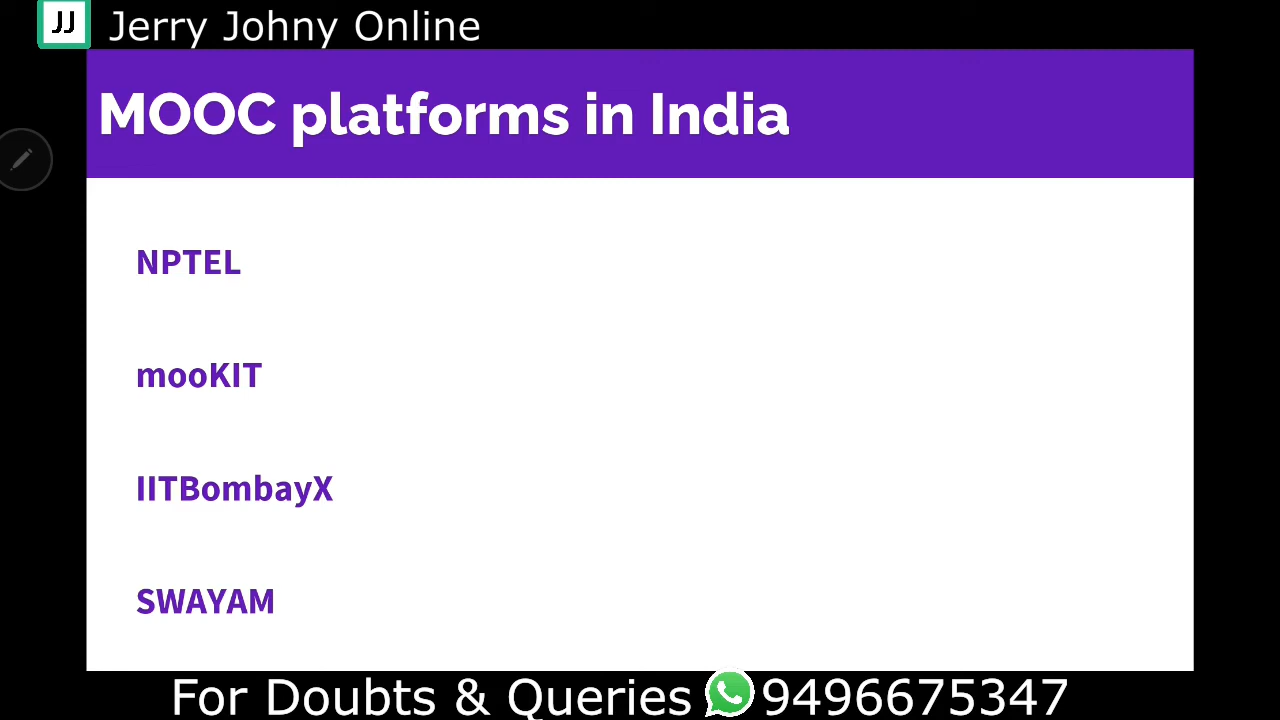 JJ Jerry Johny Online
MOOC platforms in India
NPTEL
mooKIT
IITBombayX
SWAYAM
For Doubts & Queries 9496675347